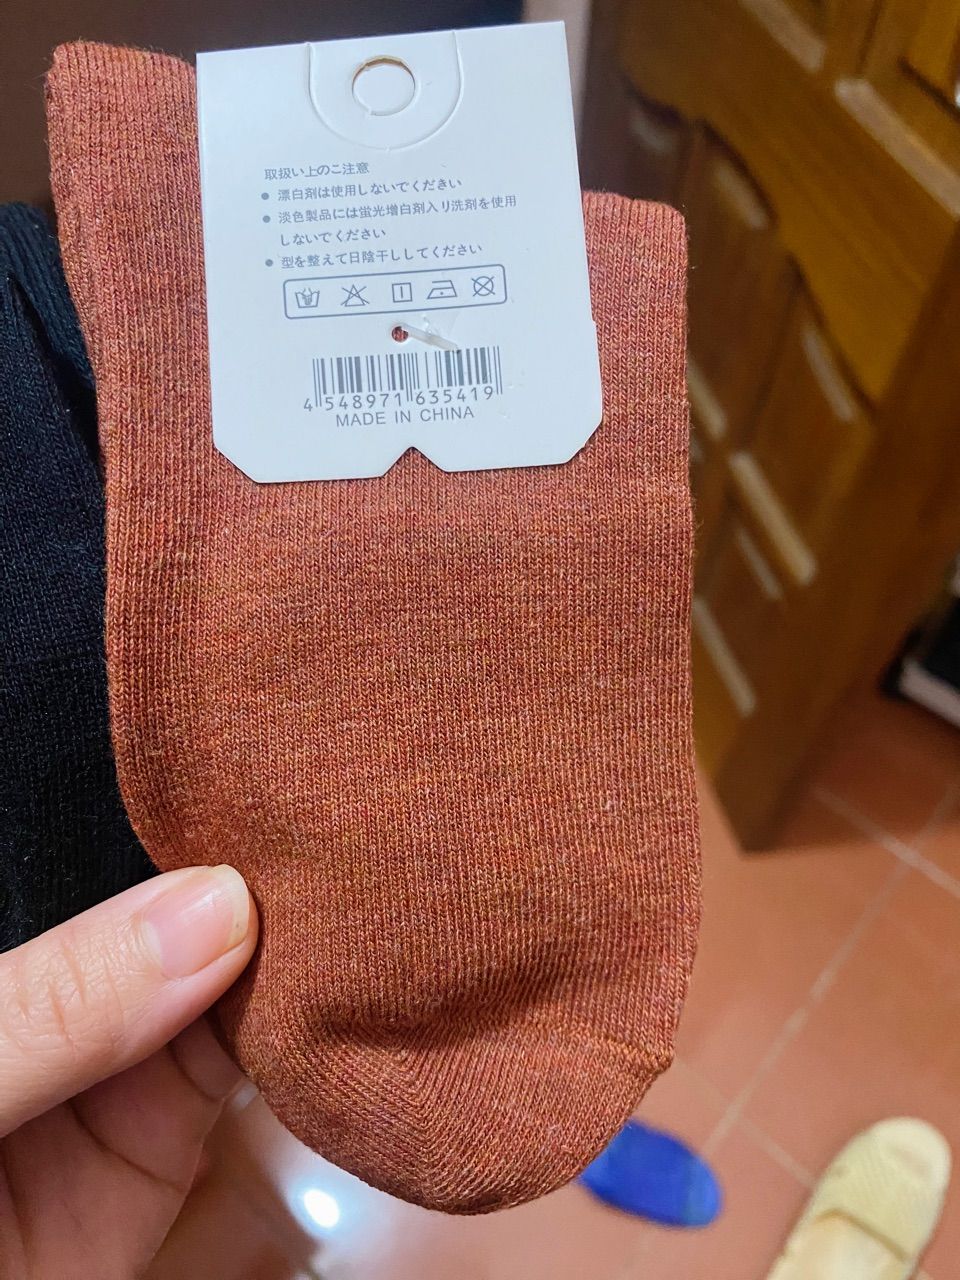 取扱い上のご注意
● 漂白剤は使用しないでください
● 淡色製品には蛍光増白剤入り洗剤を使用
しないでください
● 型を整えて日陰干ししてください
4 548971 635419
MADE IN CHINA